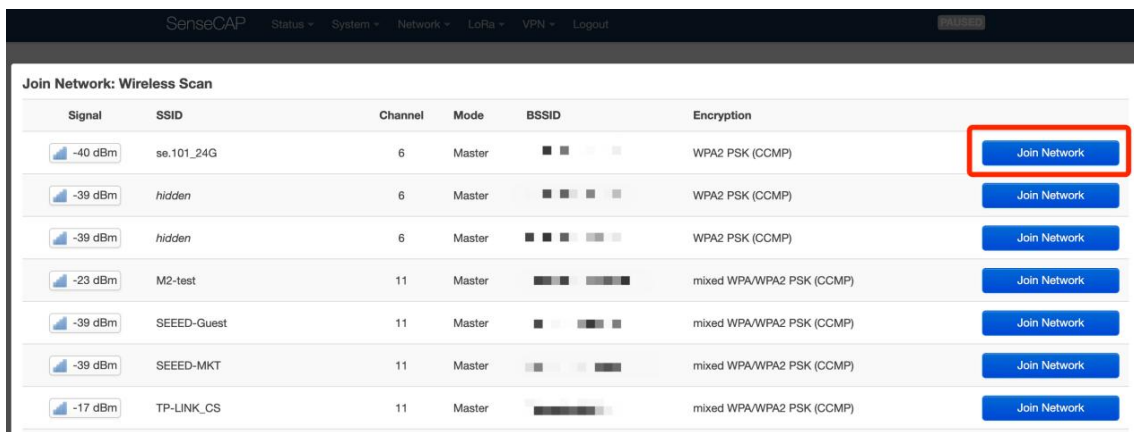 SenseCAP Status System Network LoRa VPN Logout PAUSED
Join Network: Wireless Scan
Signal SSID Channel Mode BSSID Encryption
-40 dBm se.101_24G 6 Master WPA2 PSK (CCMP) Join Network
-39 dBm hidden 6 Master WPA2 PSK (CCMP) Join Network
-39 dBm hidden 6 Master WPA2 PSK (CCMP) Join Network
-23 dBm M2-test 11 Master mixed WPA/WPA2 PSK (CCMP) Join Network
-39 dBm SEEED-Guest 11 Master mixed WPA/WPA2 PSK (CCMP) Join Network
-39 dBm SEEED-MKT 11 Master mixed WPA/WPA2 PSK (CCMP) Join Network
-17 dBm TP-LINK_CS 11 Master mixed WPA/WPA2 PSK (CCMP) Join Network